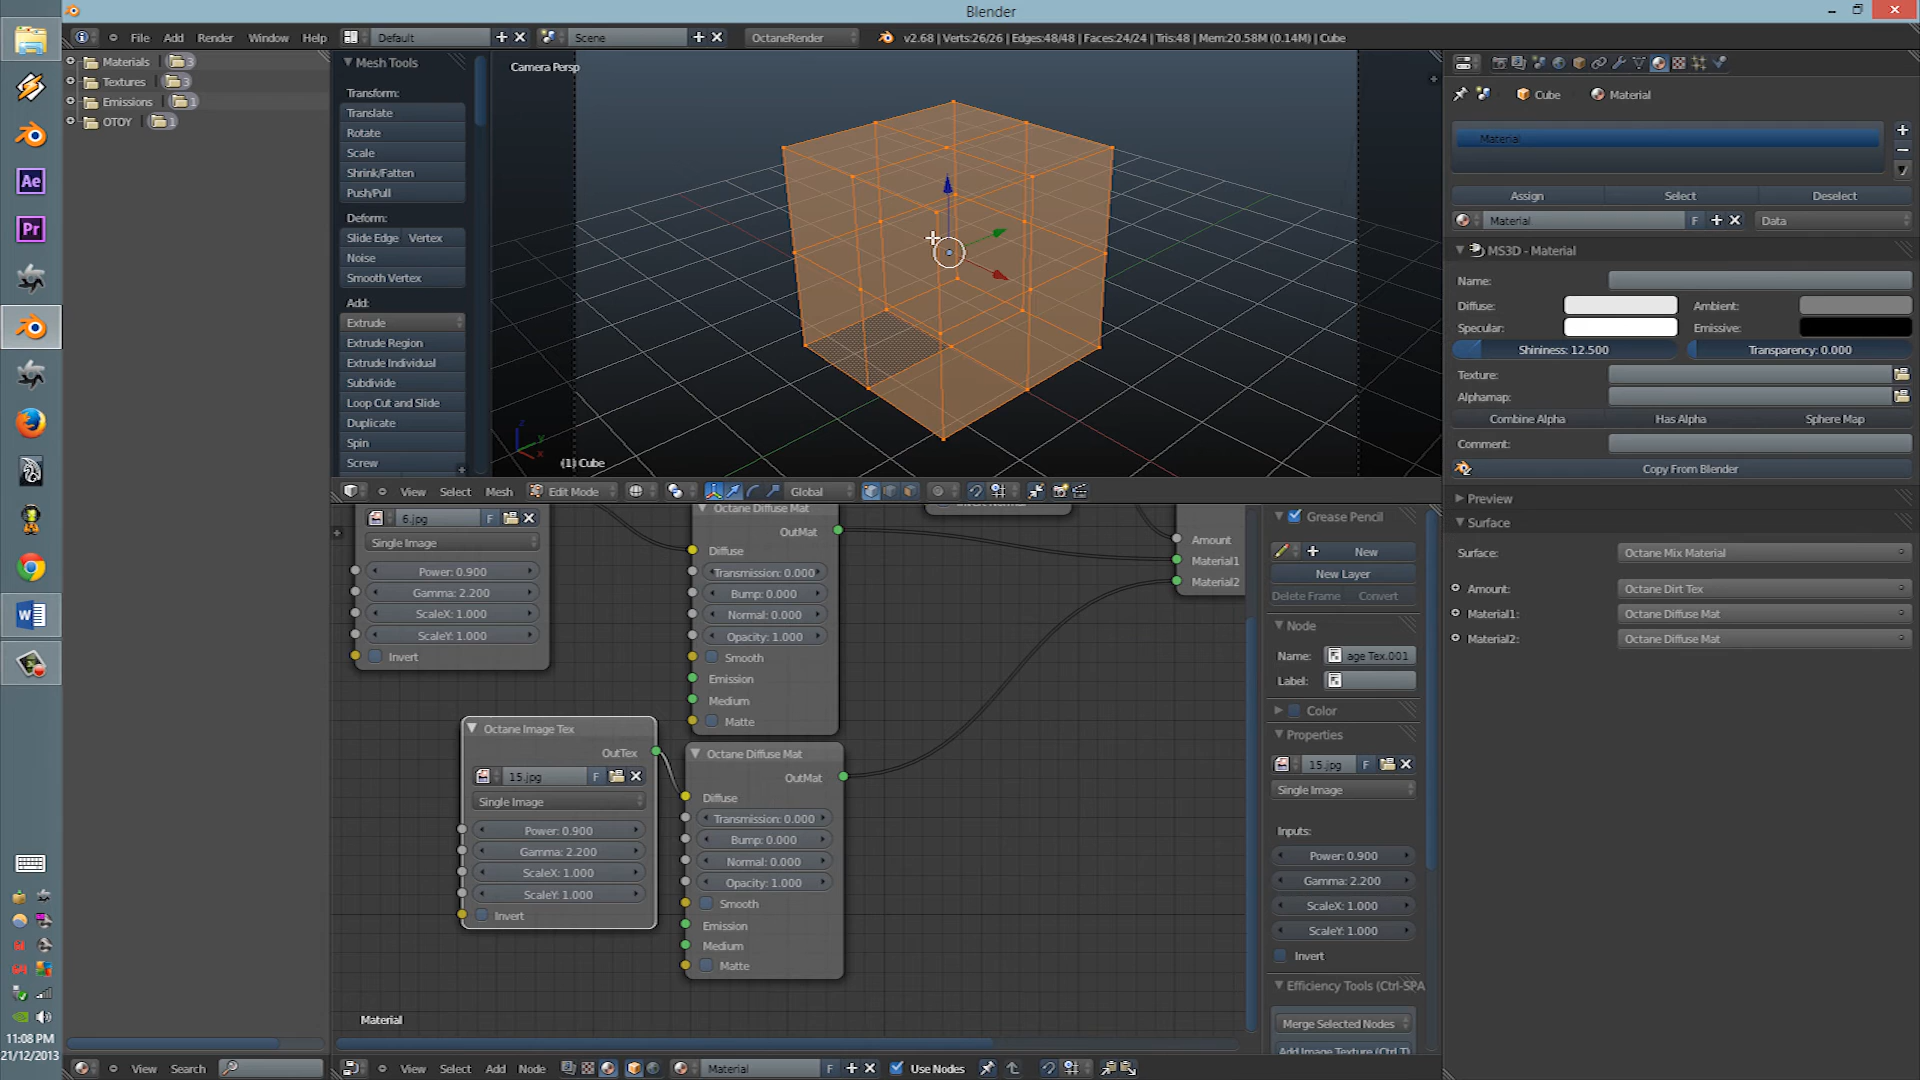 Blender
File Add Render Window Help
Default
Scene
OctaneRender
v2.68 | Verts:26/26 | Edges:48/48 | Faces:24/24 | Tris:48 | Mem:20.58M (0.14M) | Cube
Materials 3
Textures 3
Emissions 1
OTOY 1
Mesh Tools
Transform:
Translate
Rotate
Scale
Shrink/Fatten
Push/Pull
Deform:
Slide Edge Vertex
Noise
Smooth Vertex
Add:
Extrude
Extrude Region
Extrude Individual
Subdivide
Loop Cut and Slide
Duplicate
Spin
Screw
Camera Persp
z
y
x
(1) Cube
View Select Mesh Edit Mode Global
6.jpg F
Single Image
Power: 0.900
Gamma: 2.200
ScaleX: 1.000
ScaleY: 1.000
Invert
Octane Diffuse Mat
OutMat
Diffuse
Transmission: 0.000
Bump: 0.000
Normal: 0.000
Opacity: 1.000
Smooth
Emission
Medium
Matte
Invert Normal
Amount
Material1
Material2
Octane Image Tex
OutTex
15.jpg F
Single Image
Power: 0.900
Gamma: 2.200
ScaleX: 1.000
ScaleY: 1.000
Invert
Octane Diffuse Mat
OutMat
Diffuse
Transmission: 0.000
Bump: 0.000
Normal: 0.000
Opacity: 1.000
Smooth
Emission
Medium
Matte
Material
Grease Pencil
New
New Layer
Delete Frame Convert
Node
Name: age Tex.001
Label:
Color
Properties
15.jpg F
Single Image
Inputs:
Power: 0.900
Gamma: 2.200
ScaleX: 1.000
ScaleY: 1.000
Invert
Efficiency Tools (Ctrl-SPA
Merge Selected Nodes
Add Image Texture (Ctrl T)
Cube Material
Material
Assign Select Deselect
Material F Data
MS3D - Material
Name:
Diffuse: Ambient:
Specular: Emissive:
Shininess: 12.500 Transparency: 0.000
Texture:
Alphamap:
Combine Alpha Has Alpha Sphere Map
Comment:
Copy From Blender
Preview
Surface
Surface: Octane Mix Material
Amount: Octane Dirt Tex
Material1: Octane Diffuse Mat
Material2: Octane Diffuse Mat
Ae
Pr
W
11:08 PM
21/12/2013
View Search
View Select Add Node Material F Use Nodes